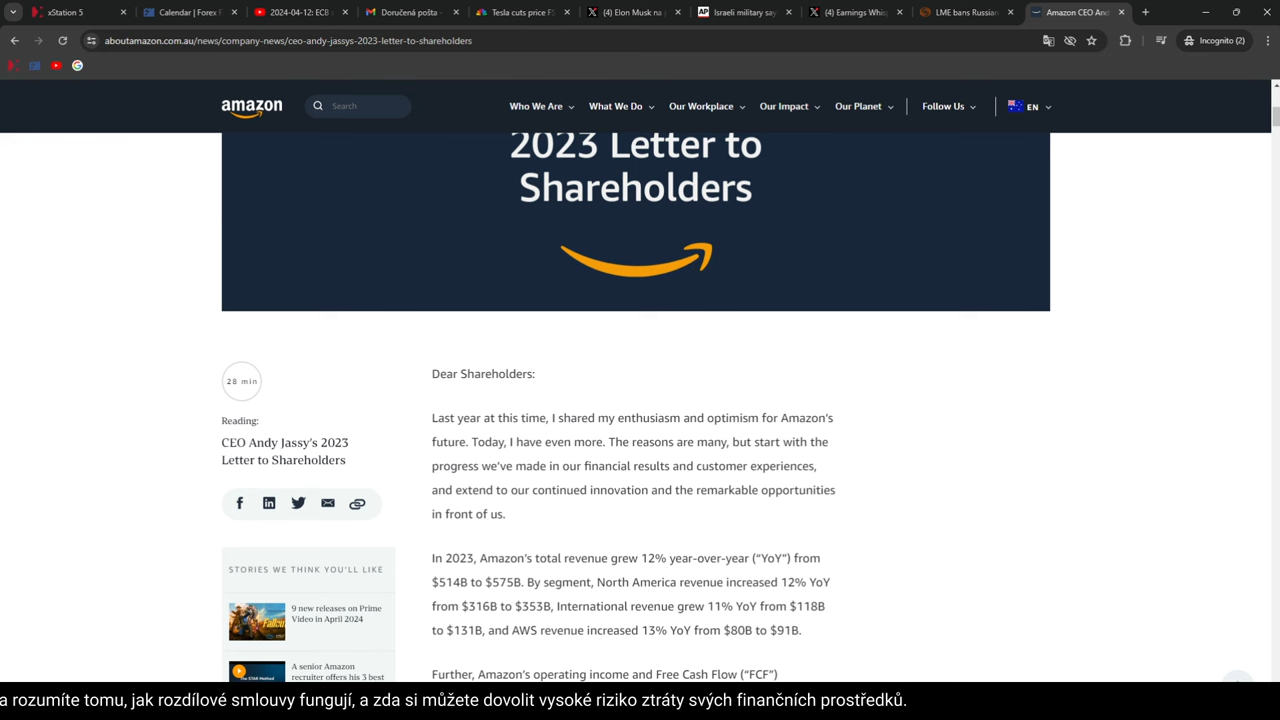 xStation 5
Calendar | Forex F
2024-04-12: ECB s
Doručená pošta –
Tesla cuts price FS
(4) Elon Musk na p
Israeli military say
(4) Earnings Whisp
LME bans Russian
Amazon CEO And
aboutamazon.com.au/news/company-news/ceo-andy-jassys-2023-letter-to-shareholders
Incognito (2)
amazon
Search
Who We Are
What We Do
Our Workplace
Our Impact
Our Planet
Follow Us
EN
2023 Letter to
Shareholders
28 min
Reading:
CEO Andy Jassy's 2023
Letter to Shareholders
STORIES WE THINK YOU'LL LIKE
9 new releases on Prime
Video in April 2024
A senior Amazon
recruiter offers his 3 best
Dear Shareholders:
Last year at this time, I shared my enthusiasm and optimism for Amazon's
future. Today, I have even more. The reasons are many, but start with the
progress we've made in our financial results and customer experiences,
and extend to our continued innovation and the remarkable opportunities
in front of us.
In 2023, Amazon's total revenue grew 12% year-over-year ("YoY") from
$514B to $575B. By segment, North America revenue increased 12% YoY
from $316B to $353B, International revenue grew 11% YoY from $118B
to $131B, and AWS revenue increased 13% YoY from $80B to $91B.
Further, Amazon's operating income and Free Cash Flow ("FCF")
a rozumíte tomu, jak rozdílové smlouvy fungují, a zda si můžete dovolit vysoké riziko ztráty svých finančních prostředků.